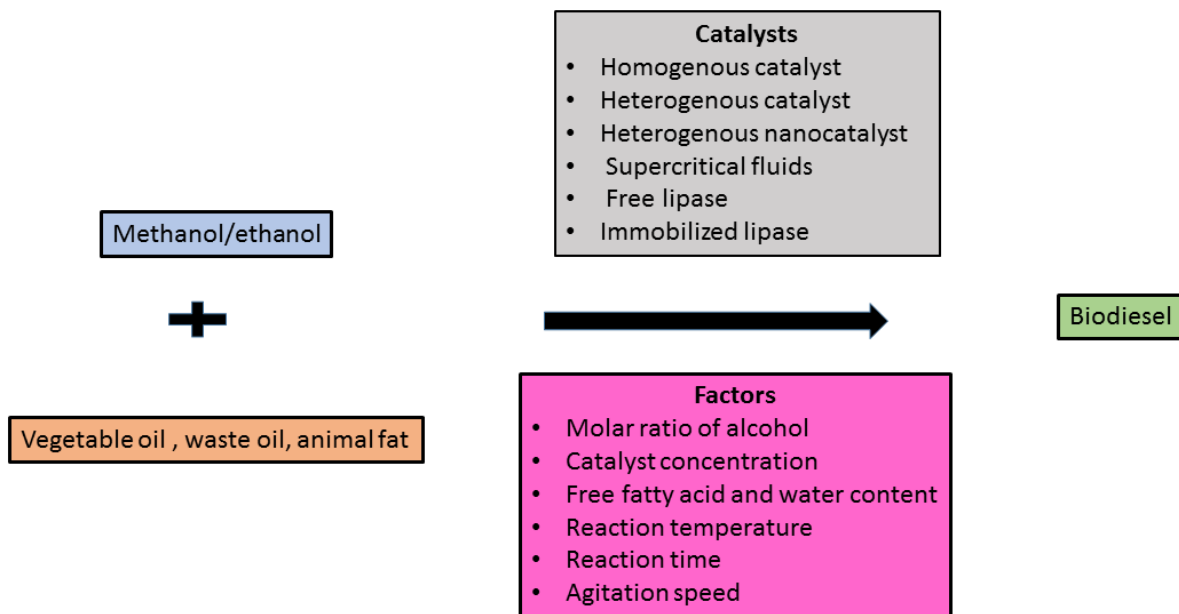 Catalysts
• Homogenous catalyst
• Heterogenous catalyst
• Heterogenous nanocatalyst
• Supercritical fluids
• Free lipase
• Immobilized lipase
Methanol/ethanol
Biodiesel
Vegetable oil , waste oil, animal fat
Factors
• Molar ratio of alcohol
• Catalyst concentration
• Free fatty acid and water content
• Reaction temperature
• Reaction time
• Agitation speed